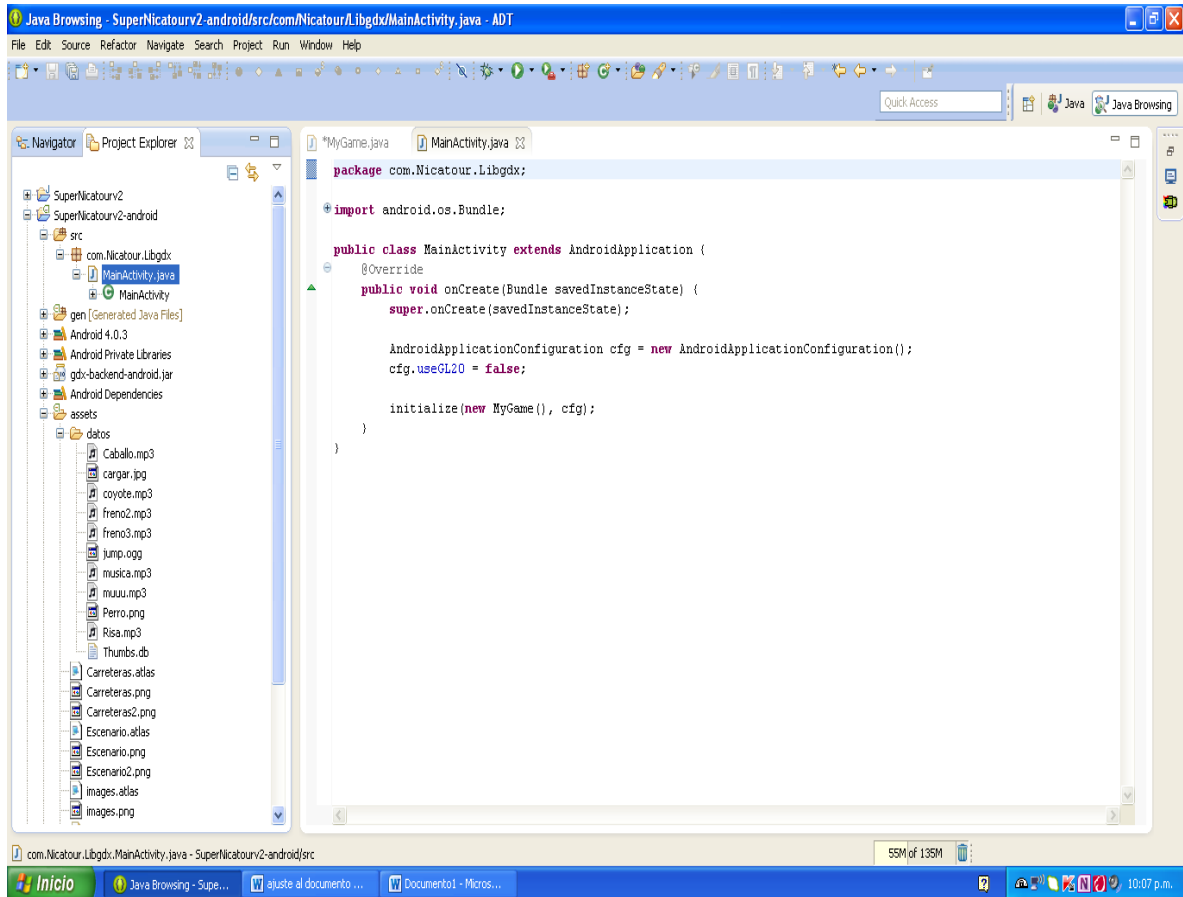 Java Browsing - SuperNicatourv2-android/src/com/Nicatour/Libgdx/MainActivity.java - ADT
File Edit Source Refactor Navigate Search Project Run Window Help
Quick Access
Java
Java Browsing
Navigator
Project Explorer
SuperNicatourv2
SuperNicatourv2-android
src
com.Nicatour.Libgdx
MainActivity.java
MainActivity
gen [Generated Java Files]
Android 4.0.3
Android Private Libraries
gdx-backend-android.jar
Android Dependencies
assets
datos
Caballo.mp3
cargar.jpg
coyote.mp3
freno2.mp3
freno3.mp3
jump.ogg
musica.mp3
muuu.mp3
Perro.png
Risa.mp3
Thumbs.db
Carreteras.atlas
Carreteras.png
Carreteras2.png
Escenario.atlas
Escenario.png
Escenario2.png
images.atlas
images.png
*MyGame.java
MainActivity.java
package com.Nicatour.Libgdx;
import android.os.Bundle;
public class MainActivity extends AndroidApplication {
@Override
public void onCreate(Bundle savedInstanceState) {
super.onCreate(savedInstanceState);
AndroidApplicationConfiguration cfg = new AndroidApplicationConfiguration();
cfg.useGL20 = false;
initialize(new MyGame(), cfg);
}
}
com.Nicatour.Libgdx.MainActivity.java - SuperNicatourv2-android/src
55M of 135M
Inicio
Java Browsing - Supe...
ajuste al documento ...
Documento1 - Micros...
10:07 p.m.